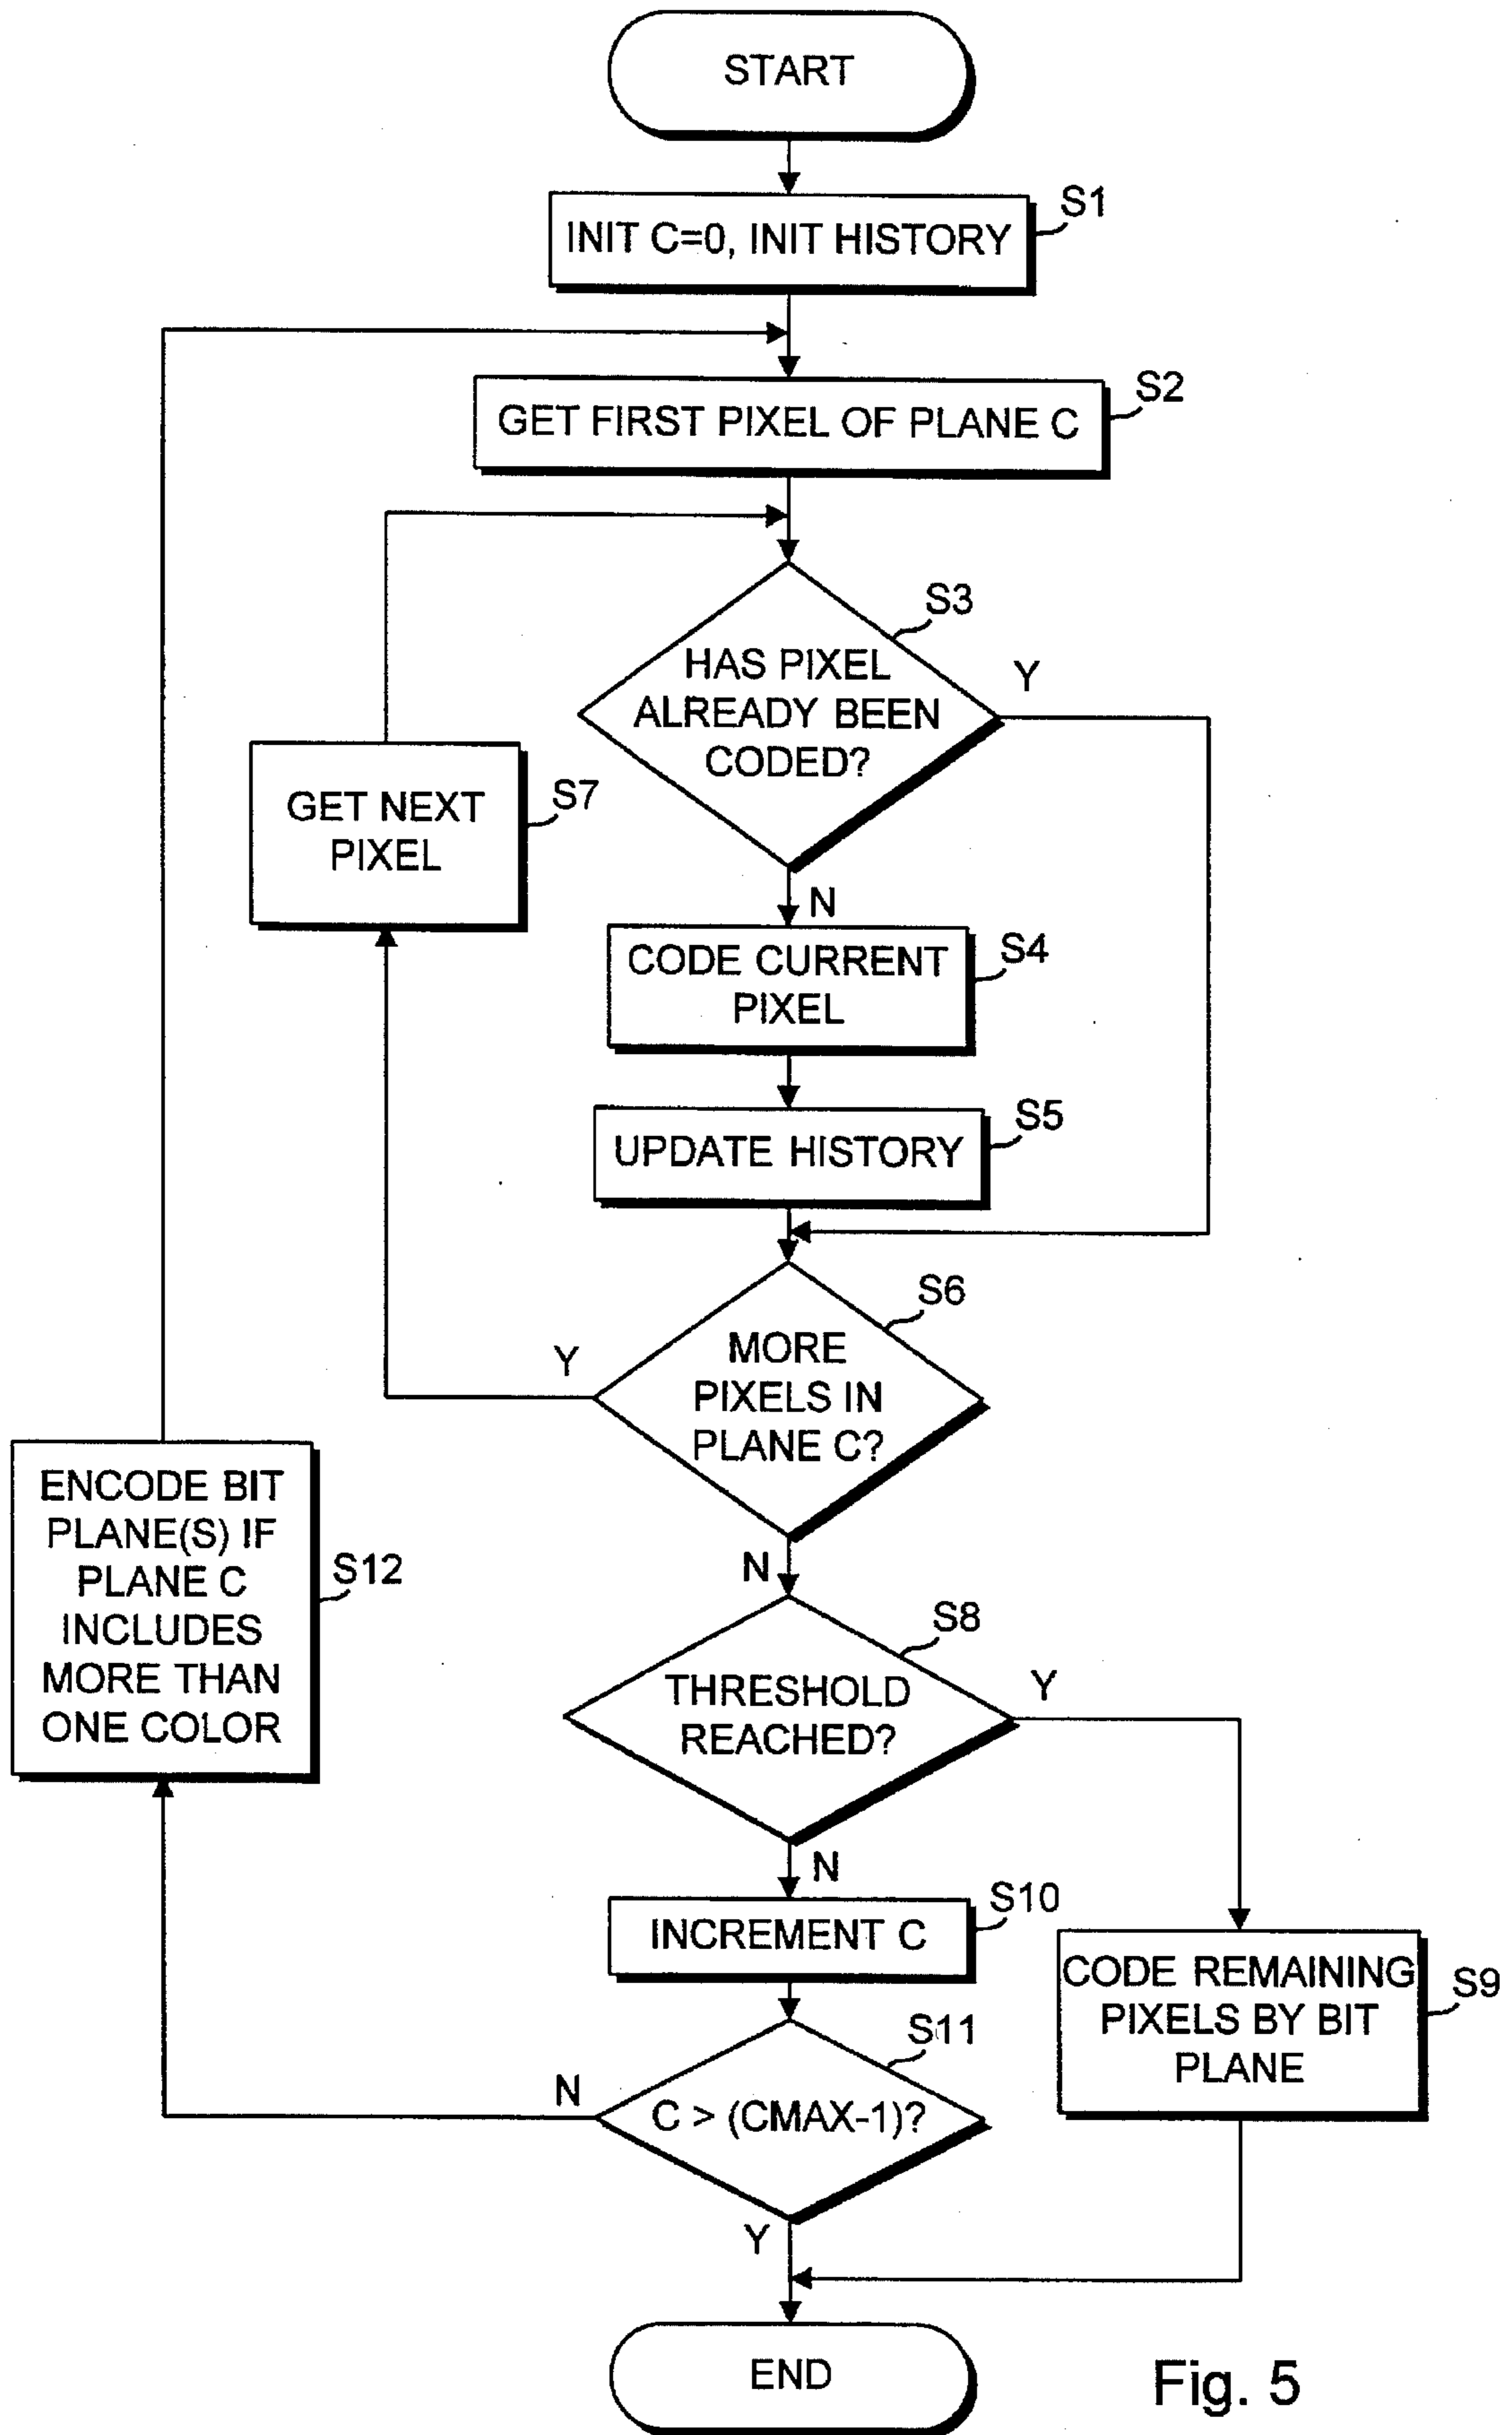 START
INIT C=0, INIT HISTORY
S1
GET FIRST PIXEL OF PLANE C
S2
HAS PIXEL
ALREADY BEEN
CODED?
S3
Y
N
GET NEXT
PIXEL
S7
CODE CURRENT
PIXEL
S4
UPDATE HISTORY
S5
MORE
PIXELS IN
PLANE C?
S6
Y
N
ENCODE BIT
PLANE(S) IF
PLANE C
INCLUDES
MORE THAN
ONE COLOR
S12
THRESHOLD
REACHED?
S8
Y
N
INCREMENT C
S10
CODE REMAINING
PIXELS BY BIT
PLANE
S9
C > (CMAX-1)?
S11
N
Y
END
Fig. 5